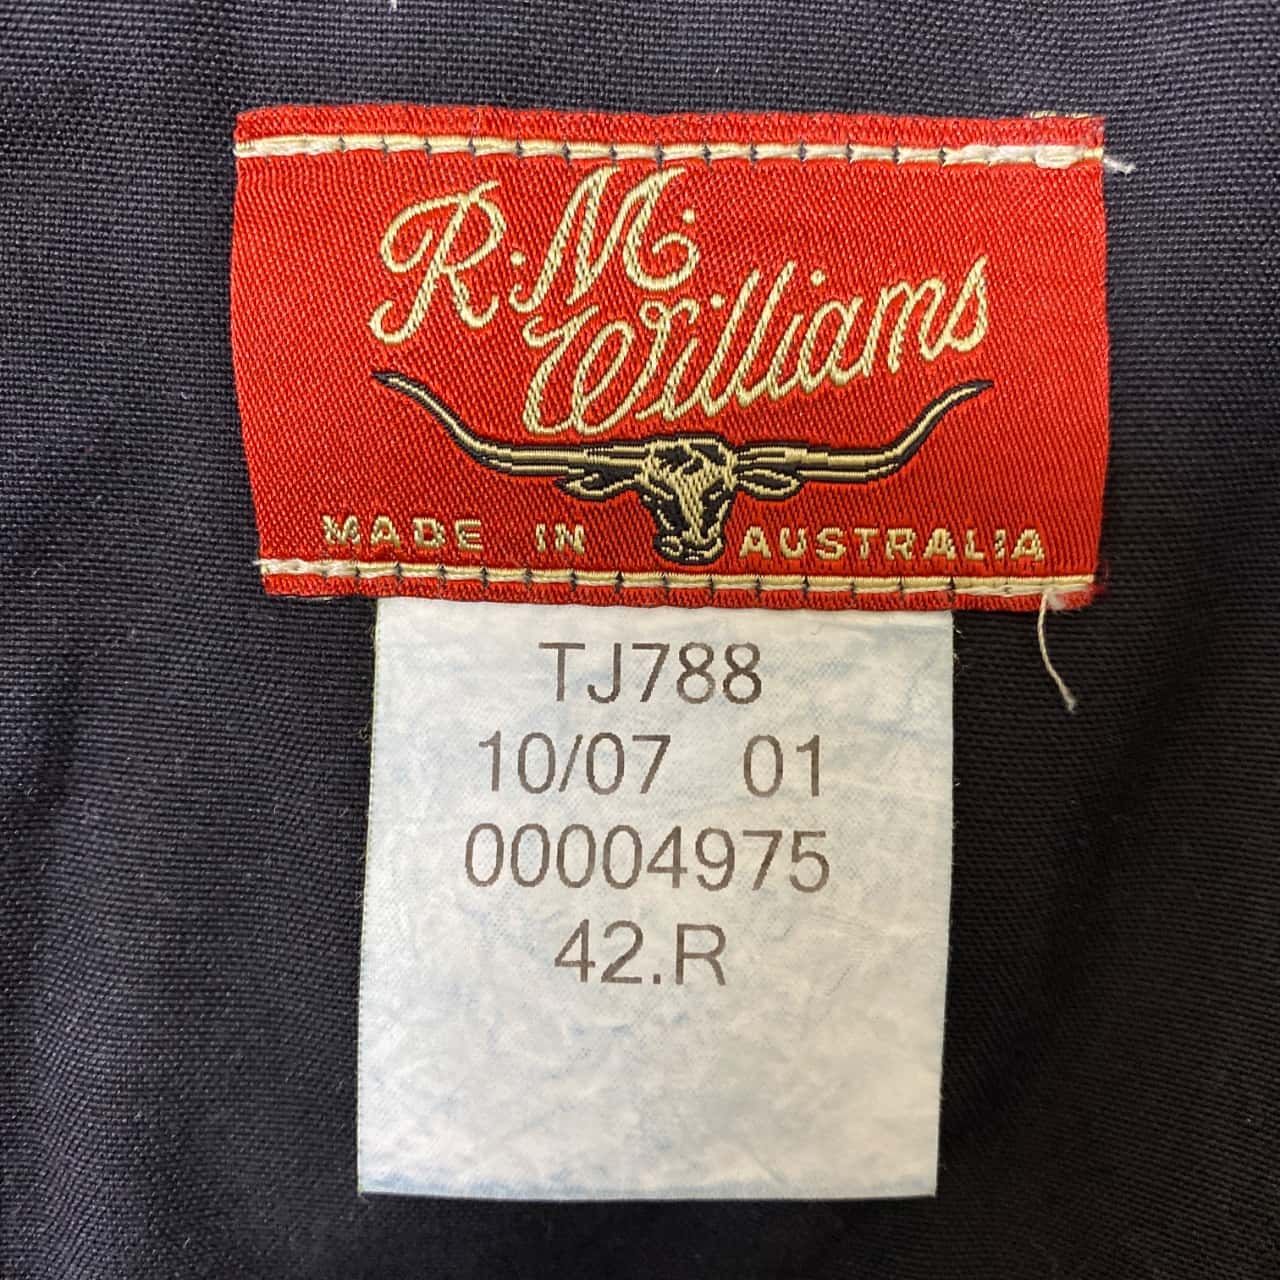 R.M.
Williams
MADE IN AUSTRALIA
TJ788
10/07 01
00004975
42.R